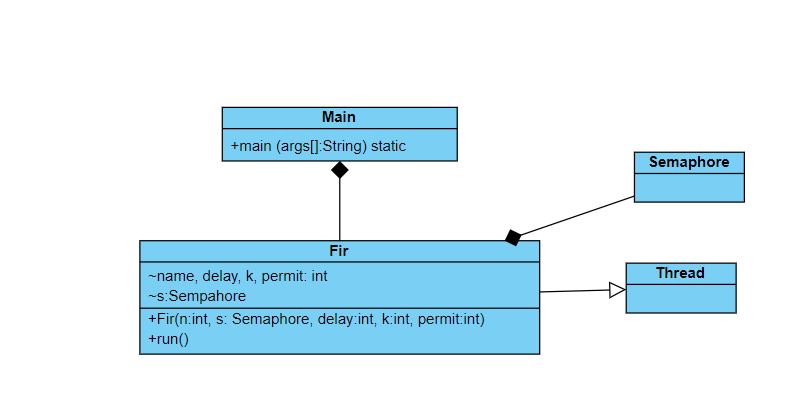 Main
+main (args[]:String) static
Semaphore
Fir
~name, delay, k, permit: int
~s:Sempahore
+Fir(n:int, s: Semaphore, delay:int, k:int, permit:int)
+run()
Thread